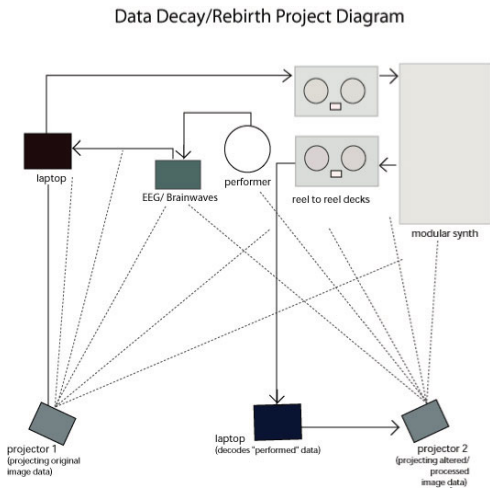 Data Decay/Rebirth Project Diagram
laptop
EEG/ Brainwaves
performer
reel to reel decks
modular synth
projector 1
(projecting original
image data)
laptop
(decodes "performed" data)
projector 2
(projecting altered/
processed
image data)